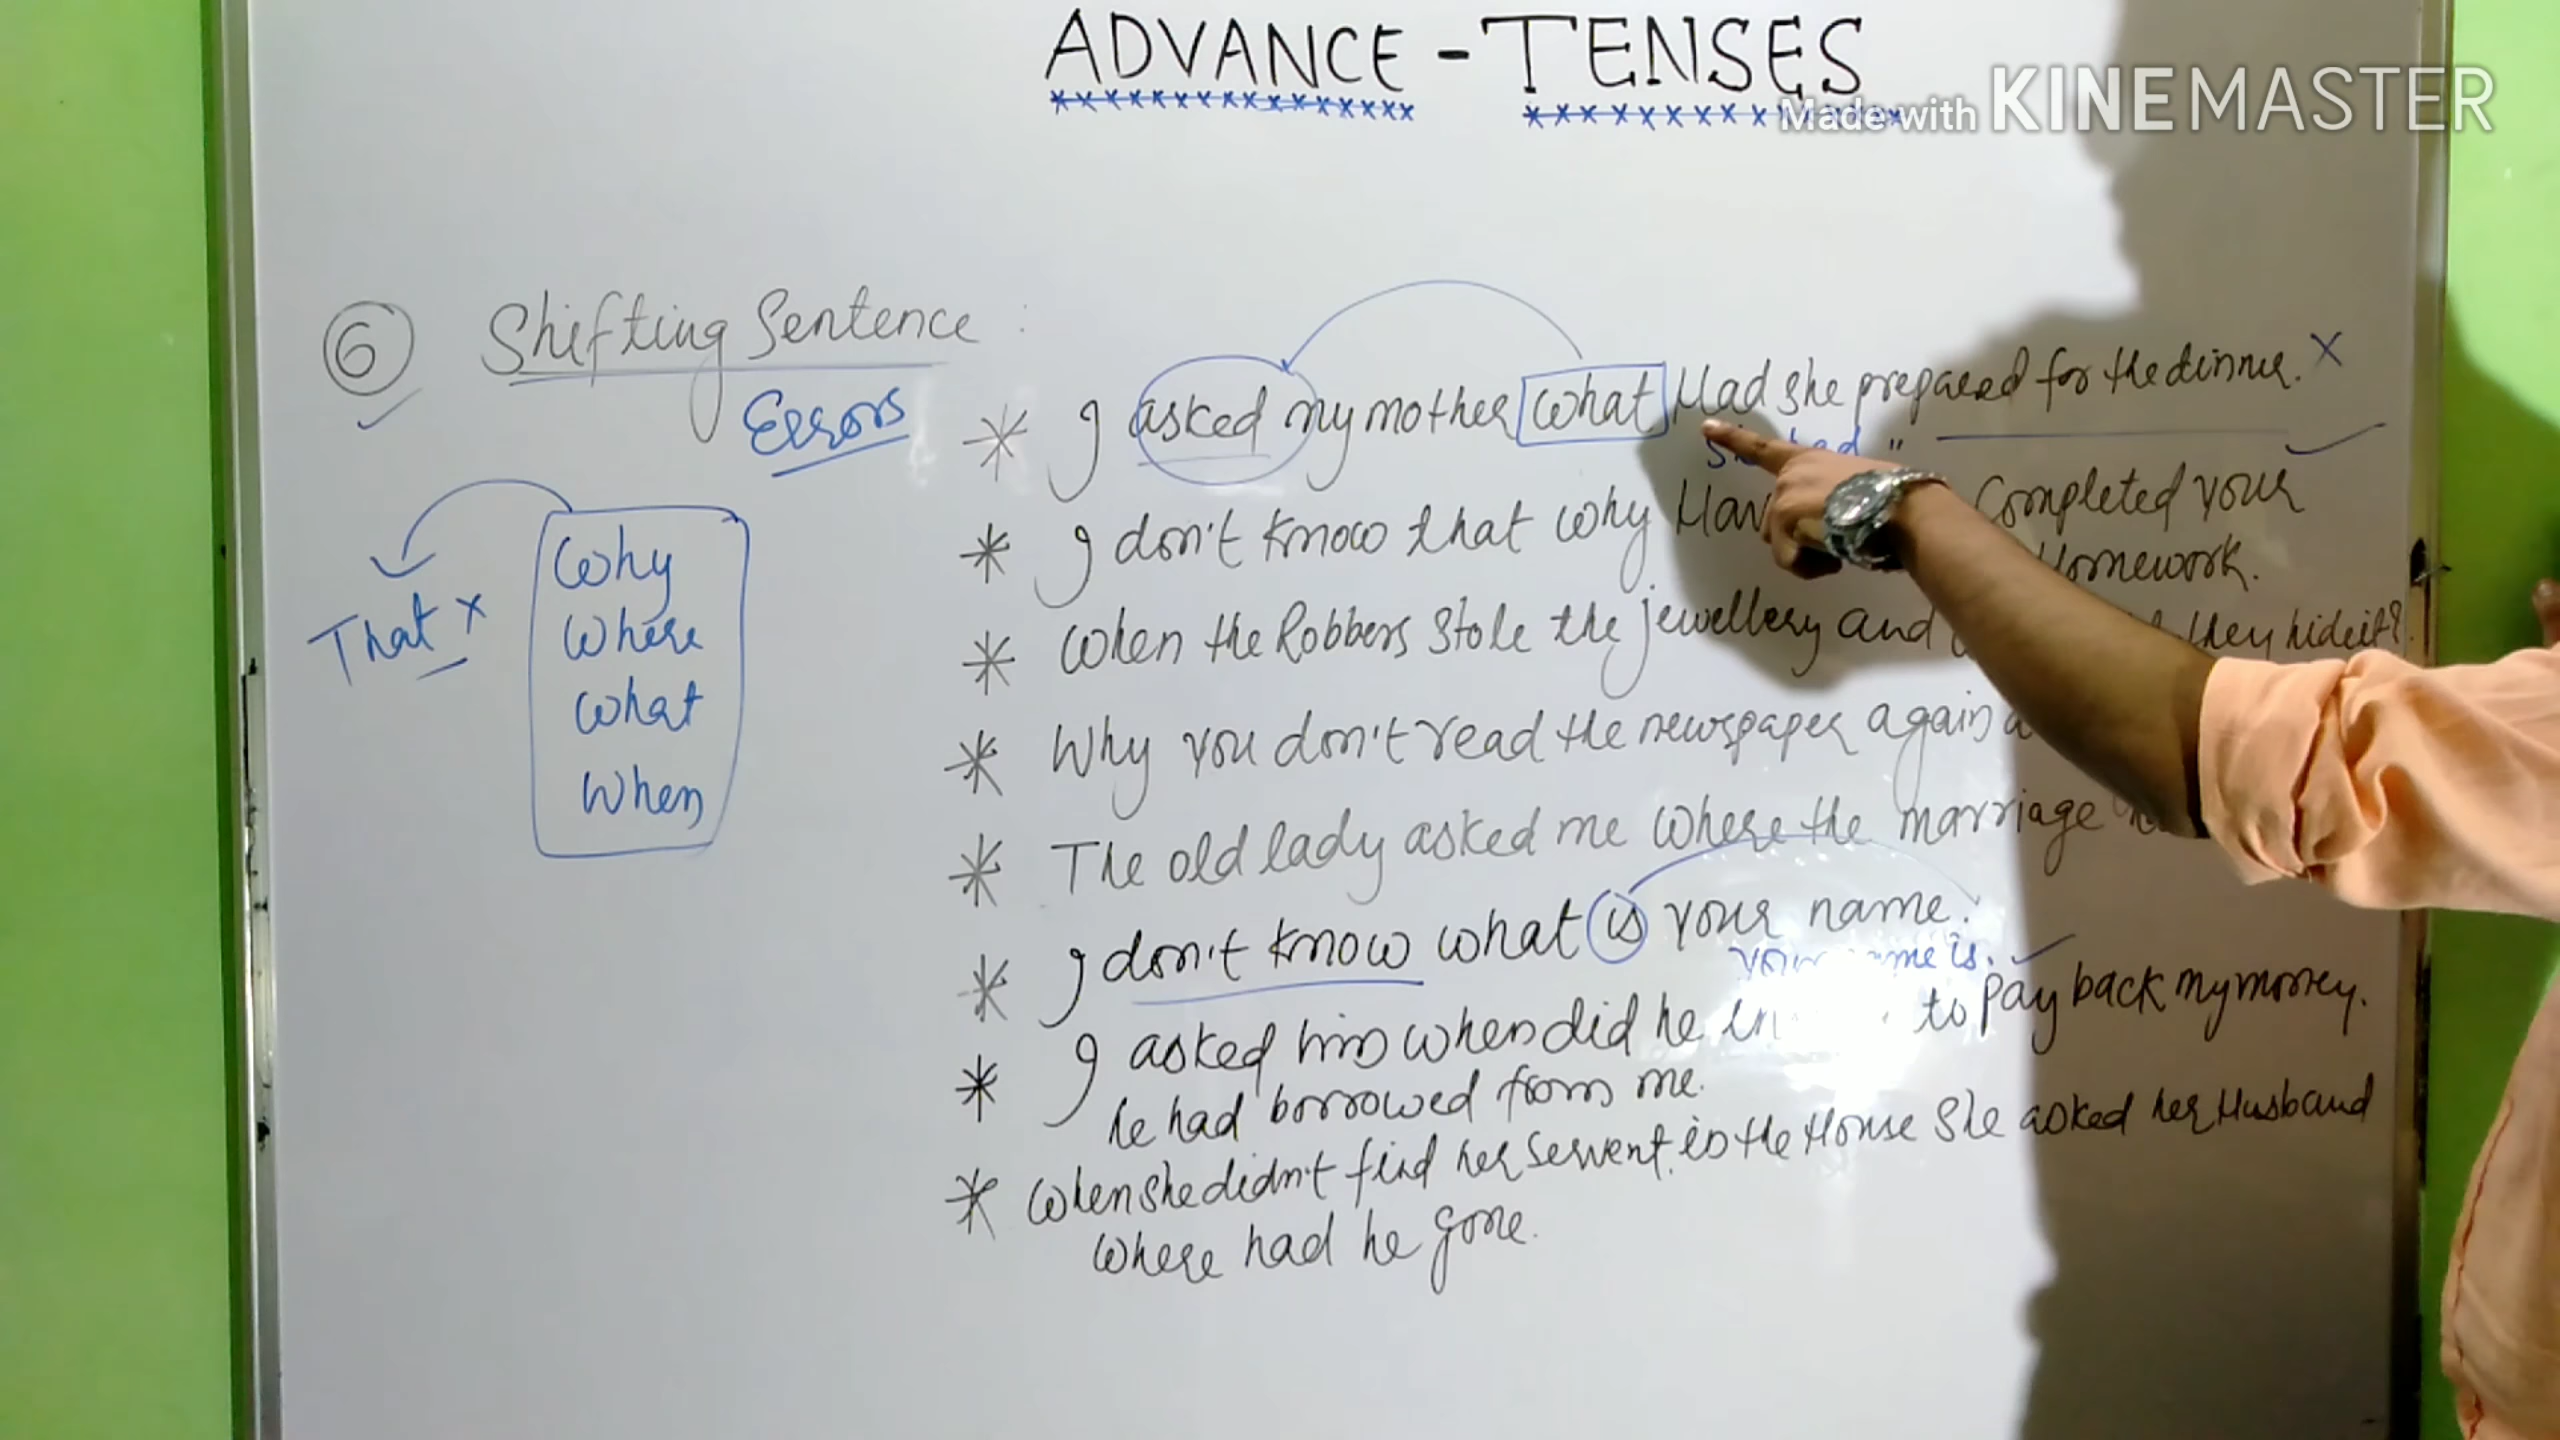 ADVANCE - TENSES
Made with KINEMASTER
6 Shifting Sentence :
Errors
That x
Why
Where
What
When
* I asked my mother what Had she prepared for the dinner. x
she had "
* I don't know that why Completed your
Homework.
* When the Robbers stole the jewellery and they hide it?
* Why you don't read the newspaper again
* The old lady asked me where the marriage
* I don't know what is your name.
your name is.
* I asked him when did he to pay back my money.
he had borrowed from me.
* When she didn't find her servent in the House she asked her Husband
where had he gone.